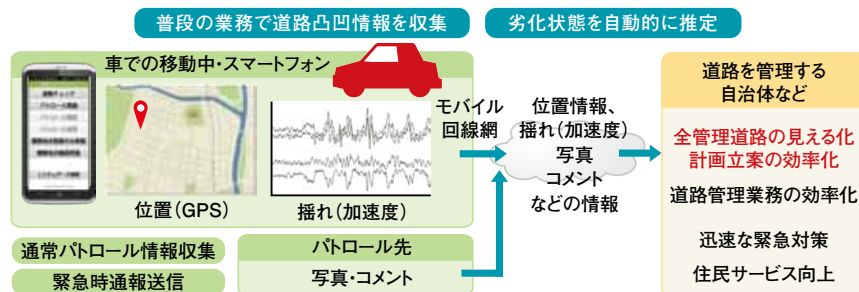 普段の業務で道路凸凹情報を収集
劣化状態を自動的に推定
車での移動中・スマートフォン
位置（GPS）
揺れ（加速度）
通常パトロール情報収集
緊急時通報送信
パトロール先
写真・コメント
モバイル
回線網
位置情報、
揺れ（加速度）
写真
コメント
などの情報
道路を管理する
自治体など
全管理道路の見える化
計画立案の効率化
道路管理業務の効率化
迅速な緊急対策
住民サービス向上